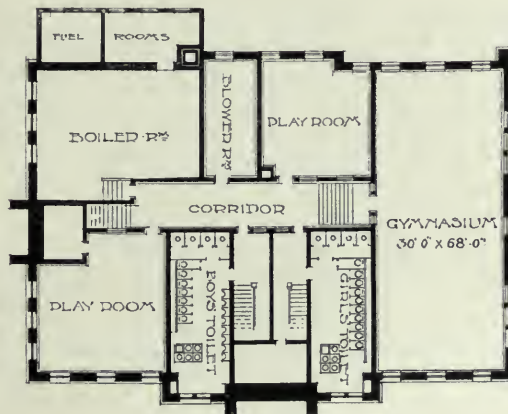 FUEL
ROOMS
BOILER·RM
BLOWER RM
PLAY ROOM
CORRIDOR
GYMNASIUM
30'0" X 68'-0"
PLAY ROOM
BOYS TOILET
GIRLS TOILET